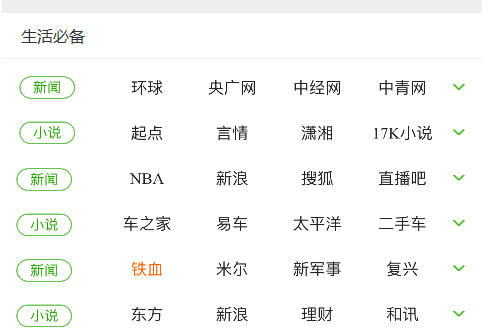 生活必备
新闻 环球 央广网 中经网 中青网
小说 起点 言情 潇湘 17K小说
新闻 NBA 新浪 搜狐 直播吧
小说 车之家 易车 太平洋 二手车
新闻 铁血 米尔 新军事 复兴
小说 东方 新浪 理财 和讯